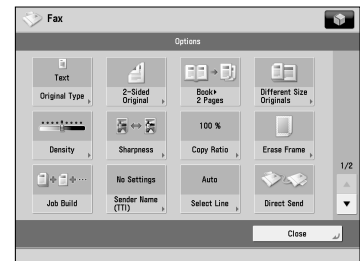 Fax
Options
Text
Original Type
2-Sided
Original
Book▸
2 Pages
Different Size
Originals
Density
Sharpness
100 %
Copy Ratio
Erase Frame
1/2
Job Build
No Settings
Sender Name
(TTI)
Auto
Select Line
Direct Send
Close